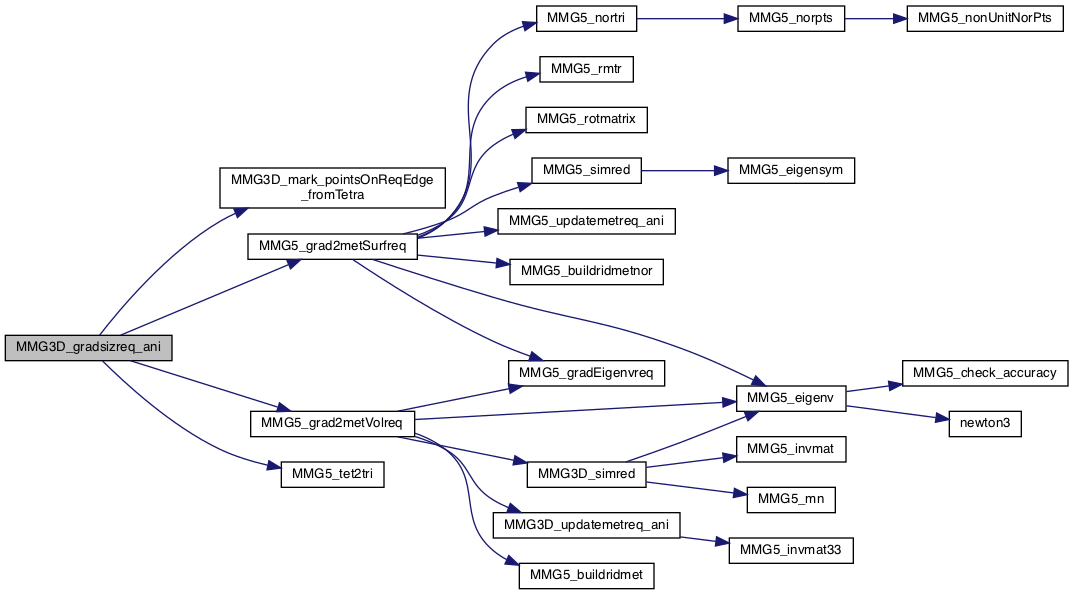 MMG5_nortri
MMG5_norpts
MMG5_nonUnitNorPts
MMG5_rmtr
MMG5_rotmatrix
MMG5_simred
MMG5_eigensym
MMG3D_mark_pointsOnReqEdge
_fromTetra
MMG5_updatemetreq_ani
MMG5_grad2metSurfreq
MMG5_buildridmetnor
MMG3D_gradsizreq_ani
MMG5_gradEigenvreq
MMG5_check_accuracy
MMG5_eigenv
MMG5_grad2metVolreq
newton3
MMG5_invmat
MMG5_tet2tri
MMG3D_simred
MMG5_mn
MMG3D_updatemetreq_ani
MMG5_invmat33
MMG5_buildridmet